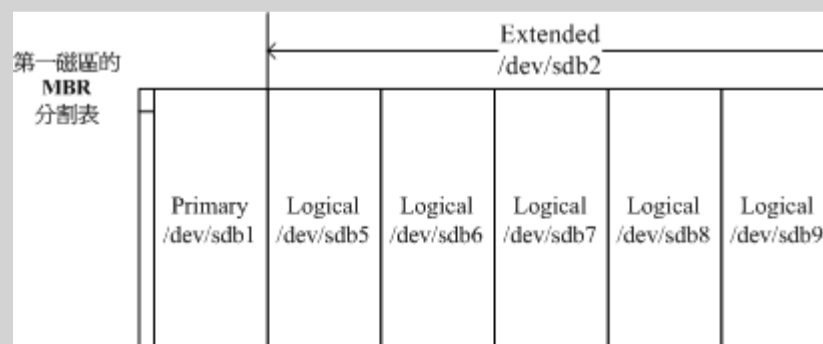 第一磁區的
MBR
分割表
Extended
/dev/sdb2
Primary
/dev/sdb1
Logical
/dev/sdb5
Logical
/dev/sdb6
Logical
/dev/sdb7
Logical
/dev/sdb8
Logical
/dev/sdb9